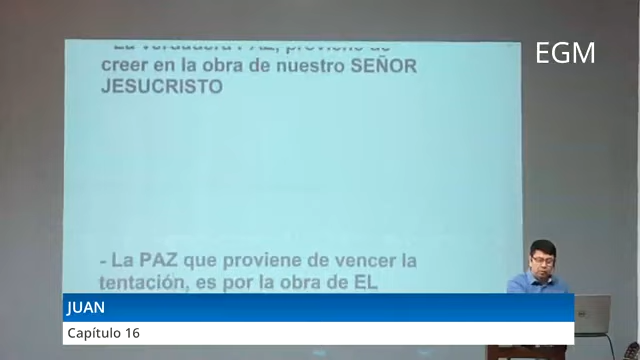 EGM
La verdadera PAZ, proviene de
creer en la obra de nuestro SEÑOR
JESUCRISTO
- La PAZ que proviene de vencer la
tentación, es por la obra de EL
JUAN
Capítulo 16